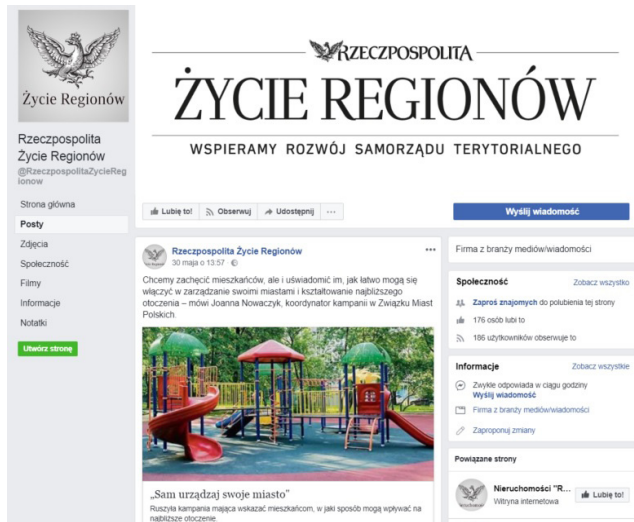 Życie Regionów
Rzeczpospolita
Życie Regionów
@RzeczpospolitaZycieReg
ionow
Strona główna
Posty
Zdjęcia
Społeczność
Filmy
Informacje
Notatki
Utwórz stronę
RZECZPOSPOLITA
ŻYCIE REGIONÓW
WSPIERAMY ROZWÓJ SAMORZĄDU TERYTORIALNEGO
Lubię to! Obserwuj Udostępnij ...
Wyślij wiadomość
Rzeczpospolita Życie Regionów
30 maja o 13:57
Chcemy zachęcić mieszkańców, ale i uświadomić im, jak łatwo mogą się
włączyć w zarządzanie swoimi miastami i kształtowanie najbliższego
otoczenia – mówi Joanna Nowaczyk, koordynator kampanii w Związku Miast
Polskich.
„Sam urządzaj swoje miasto"
Ruszyła kampania mająca wskazać mieszkańcom, w jaki sposób mogą wpływać na
najbliższe otoczenie.
Firma z branży mediów/wiadomości
Społeczność Zobacz wszystko
Zaproś znajomych do polubienia tej strony
176 osób lubi to
186 użytkowników obserwuje to
Informacje Zobacz wszystkie
Zwykle odpowiada w ciągu godziny
Wyślij wiadomość
Firma z branży mediów/wiadomości
Zaproponuj zmiany
Powiązane strony
Nieruchomości "R...
Witryna internetowa
Lubię to!